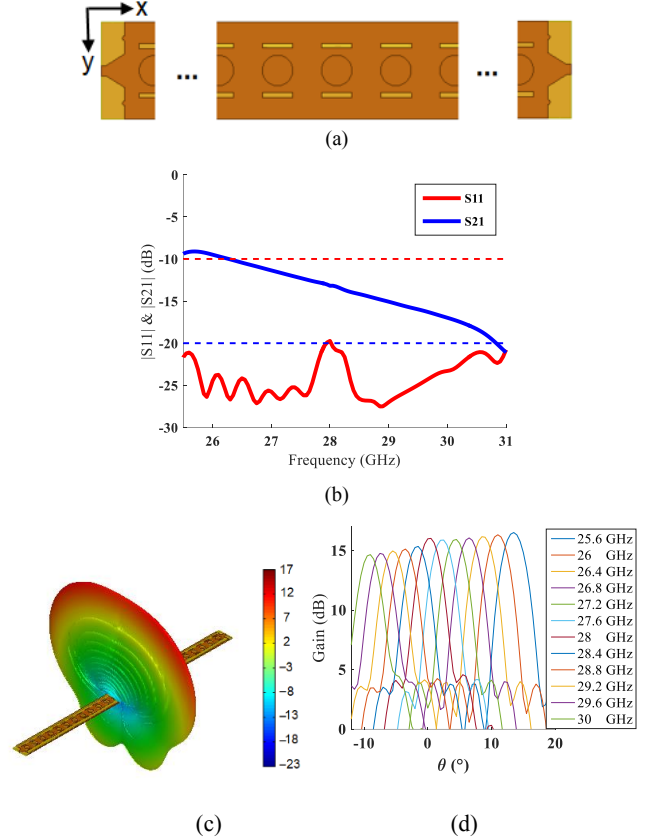 x
y
... ...
(a)
0
-5
-10
-15
-20
-25
-30
|S11| & |S21| (dB)
S11
S21
26 27 28 29 30 31
Frequency (GHz)
(b)
17
12
7
2
−3
−8
−13
−18
−23
(c)
15
10
5
0
Gain (dB)
-10 0 10 20
θ (°)
25.6 GHz
26 GHz
26.4 GHz
26.8 GHz
27.2 GHz
27.6 GHz
28 GHz
28.4 GHz
28.8 GHz
29.2 GHz
29.6 GHz
30 GHz
(d)